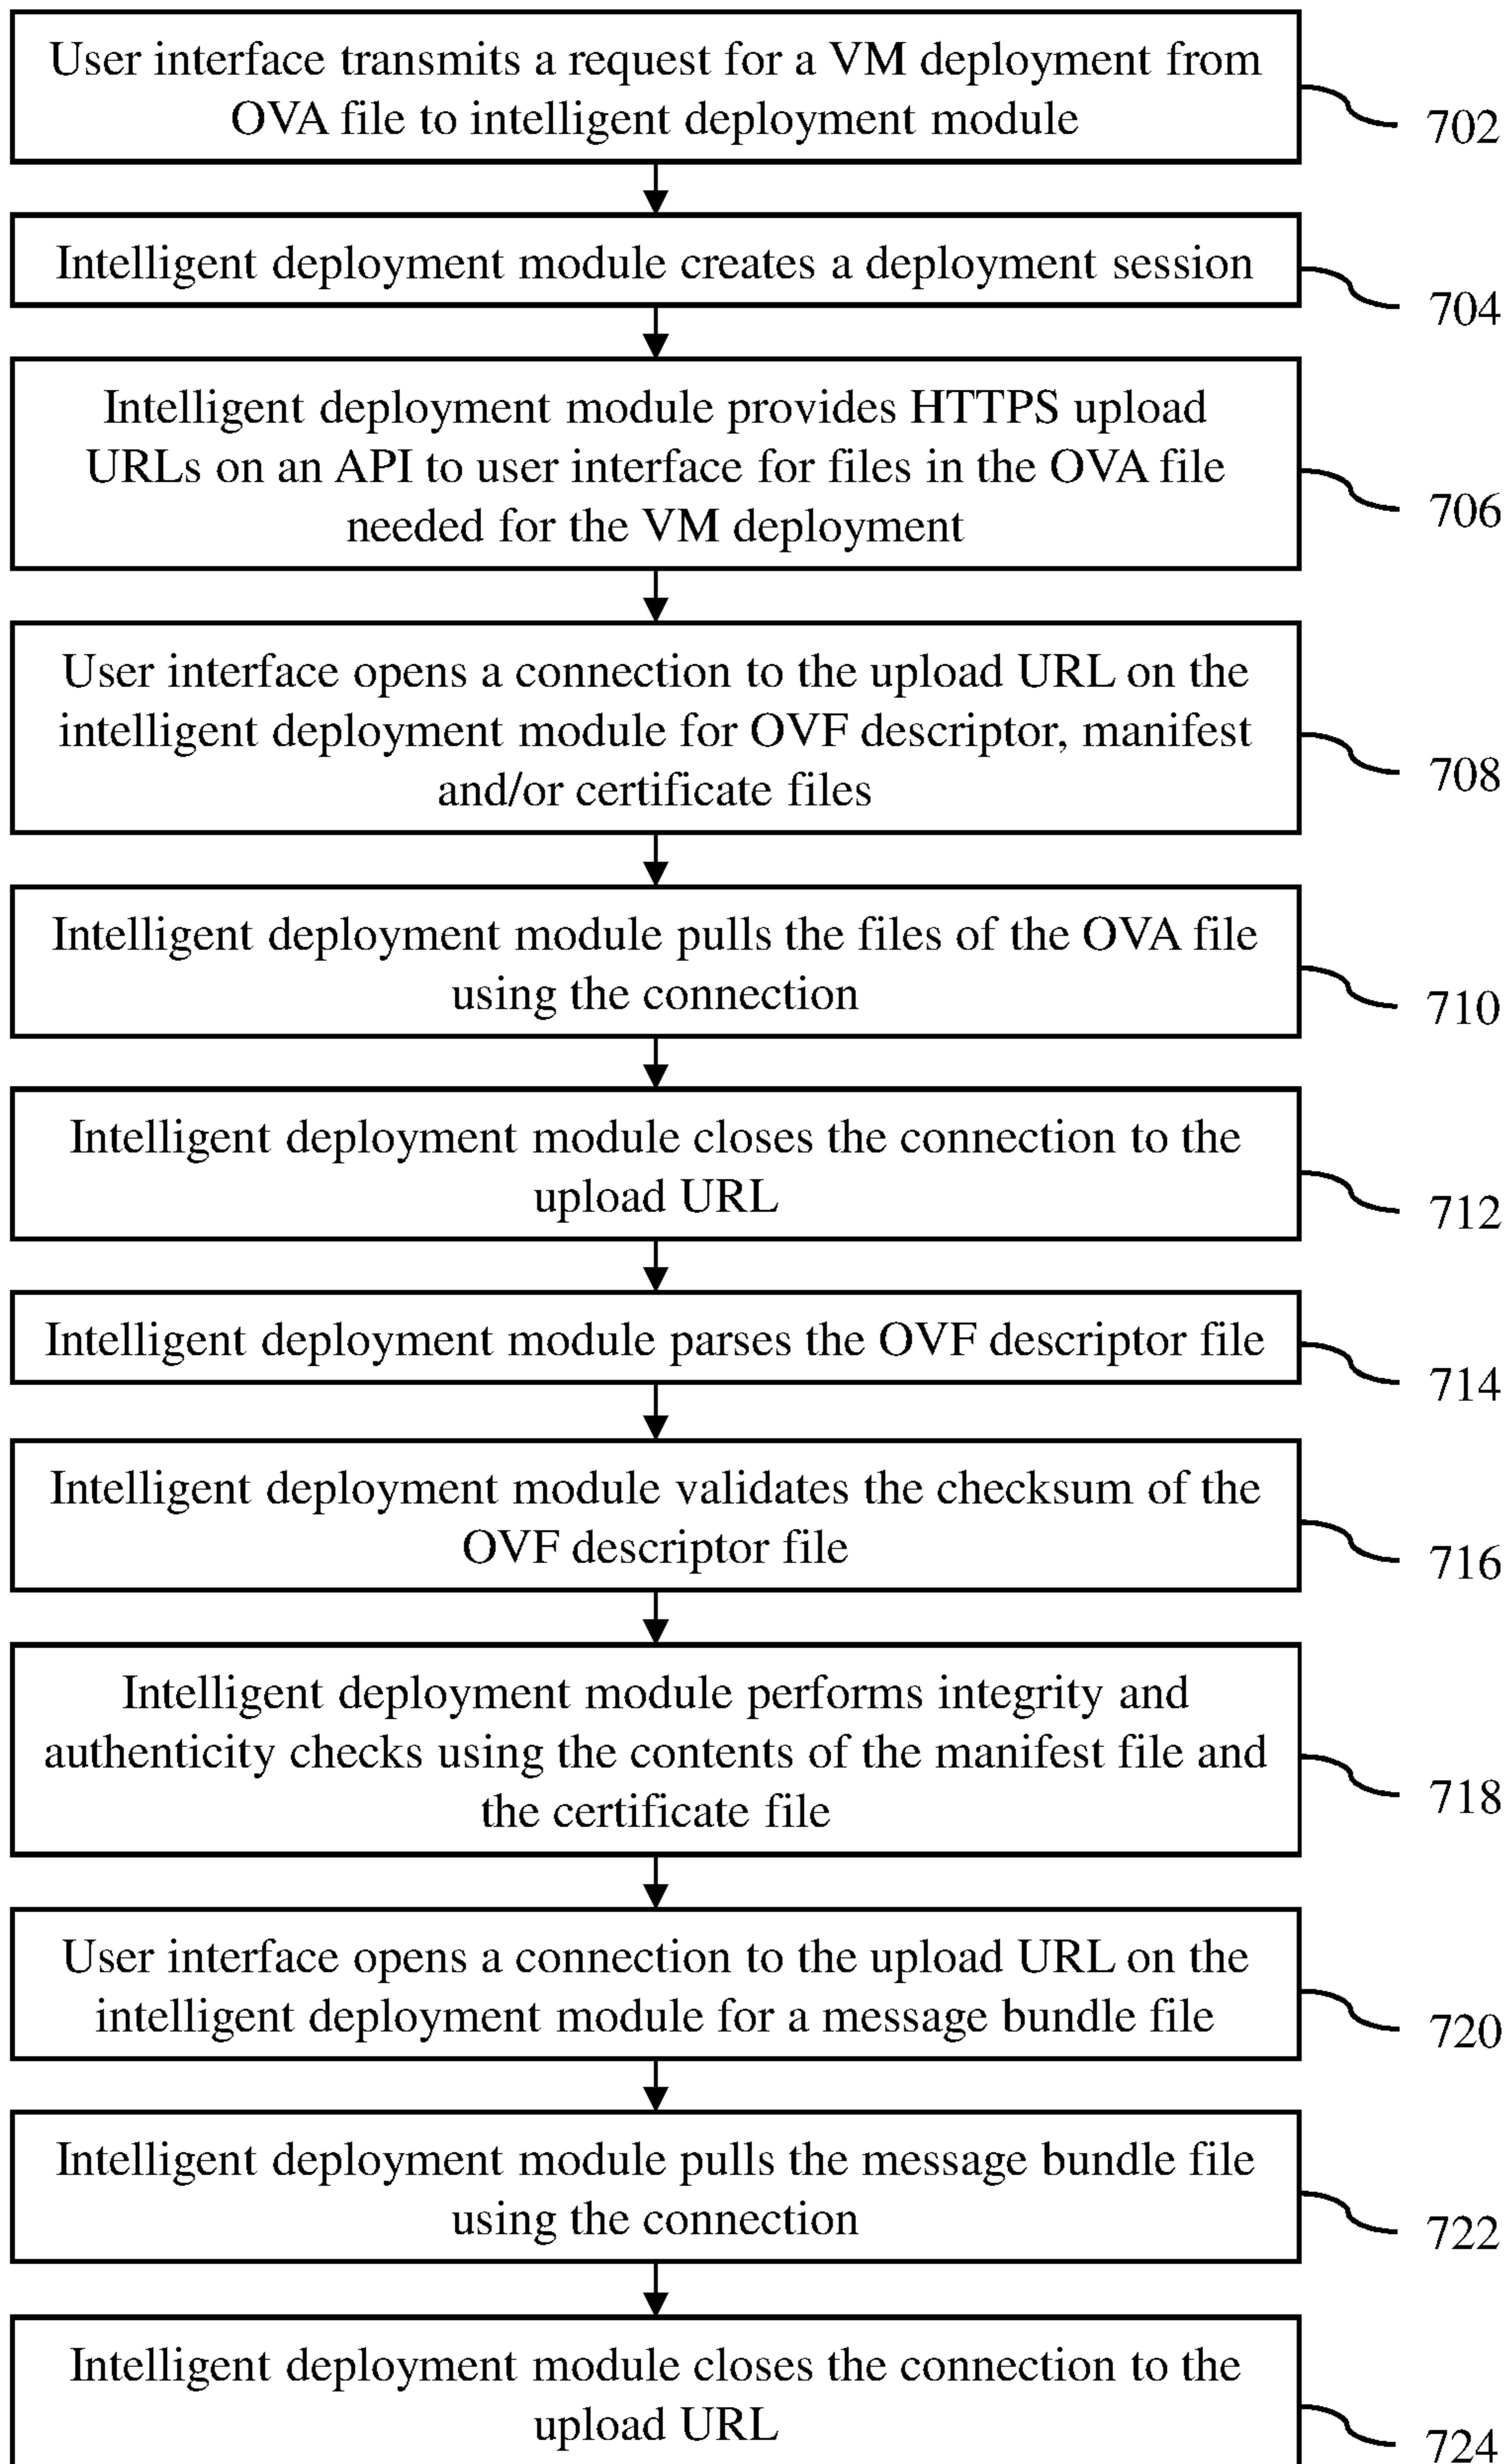 User interface transmits a request for a VM deployment from
OVA file to intelligent deployment module
702
Intelligent deployment module creates a deployment session
704
Intelligent deployment module provides HTTPS upload
URLs on an API to user interface for files in the OVA file
needed for the VM deployment
706
User interface opens a connection to the upload URL on the
intelligent deployment module for OVF descriptor, manifest
and/or certificate files
708
Intelligent deployment module pulls the files of the OVA file
using the connection
710
Intelligent deployment module closes the connection to the
upload URL
712
Intelligent deployment module parses the OVF descriptor file
714
Intelligent deployment module validates the checksum of the
OVF descriptor file
716
Intelligent deployment module performs integrity and
authenticity checks using the contents of the manifest file and
the certificate file
718
User interface opens a connection to the upload URL on the
intelligent deployment module for a message bundle file
720
Intelligent deployment module pulls the message bundle file
using the connection
722
Intelligent deployment module closes the connection to the
upload URL
724